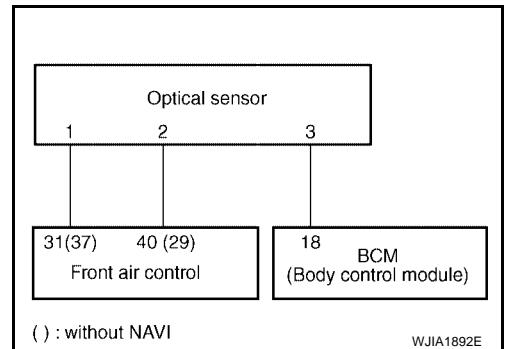 Optical sensor
1 2 3
31(37) 40 (29) 18
Front air control
BCM
(Body control module)
( ) : without NAVI
WJIA1892E